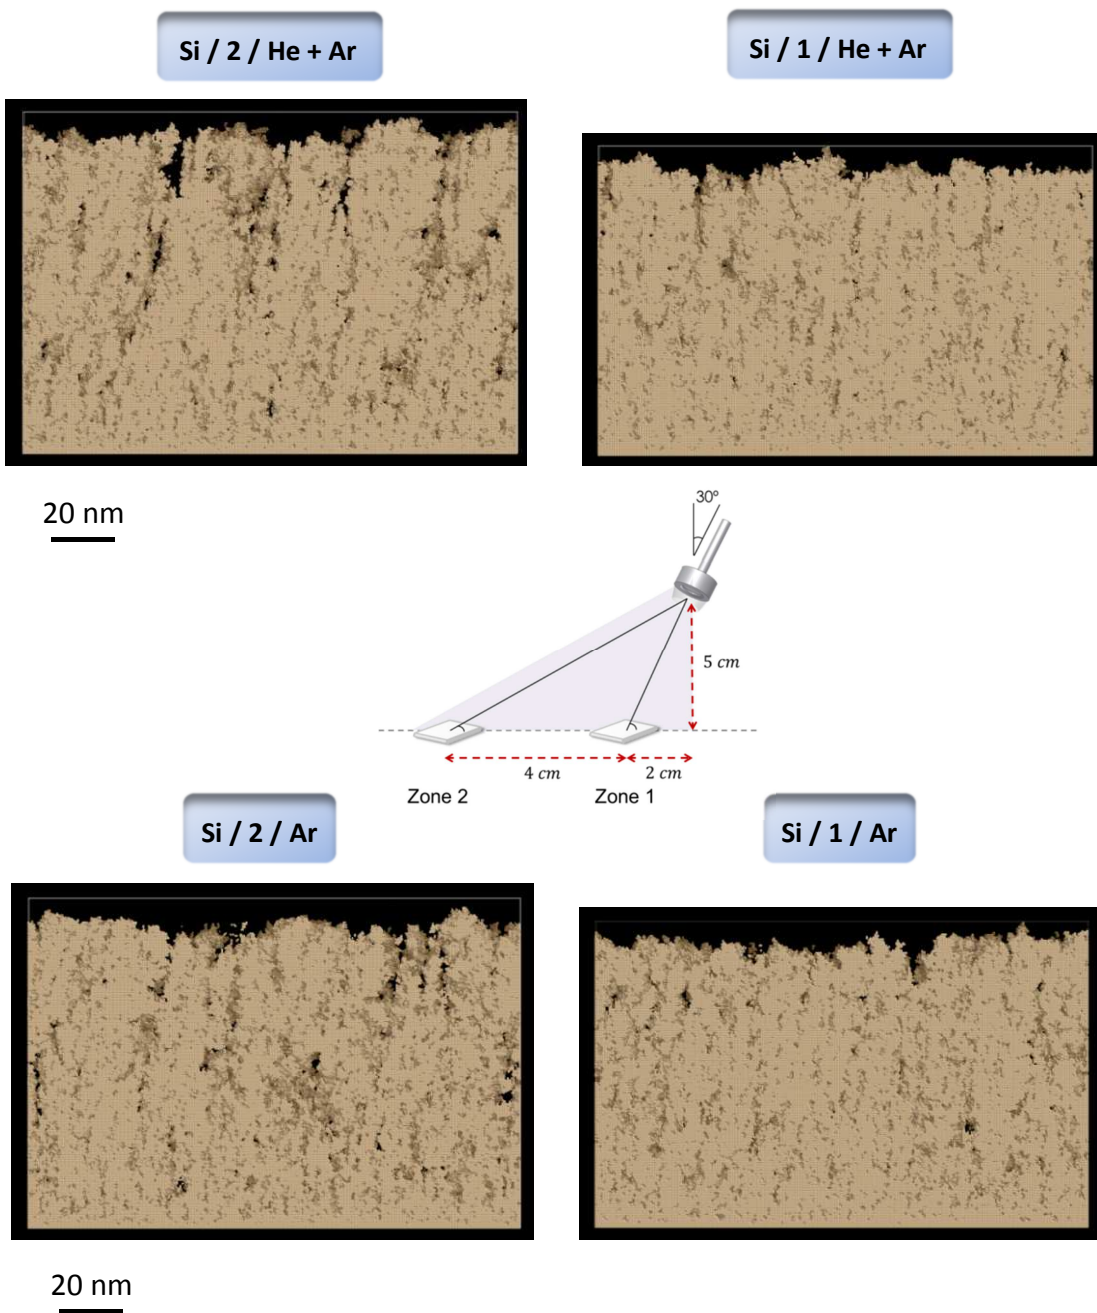 Si / 2 / He + Ar
Si / 1 / He + Ar
20 nm
30º
5 cm
4 cm
2 cm
Zone 2
Zone 1
Si / 2 / Ar
Si / 1 / Ar
20 nm